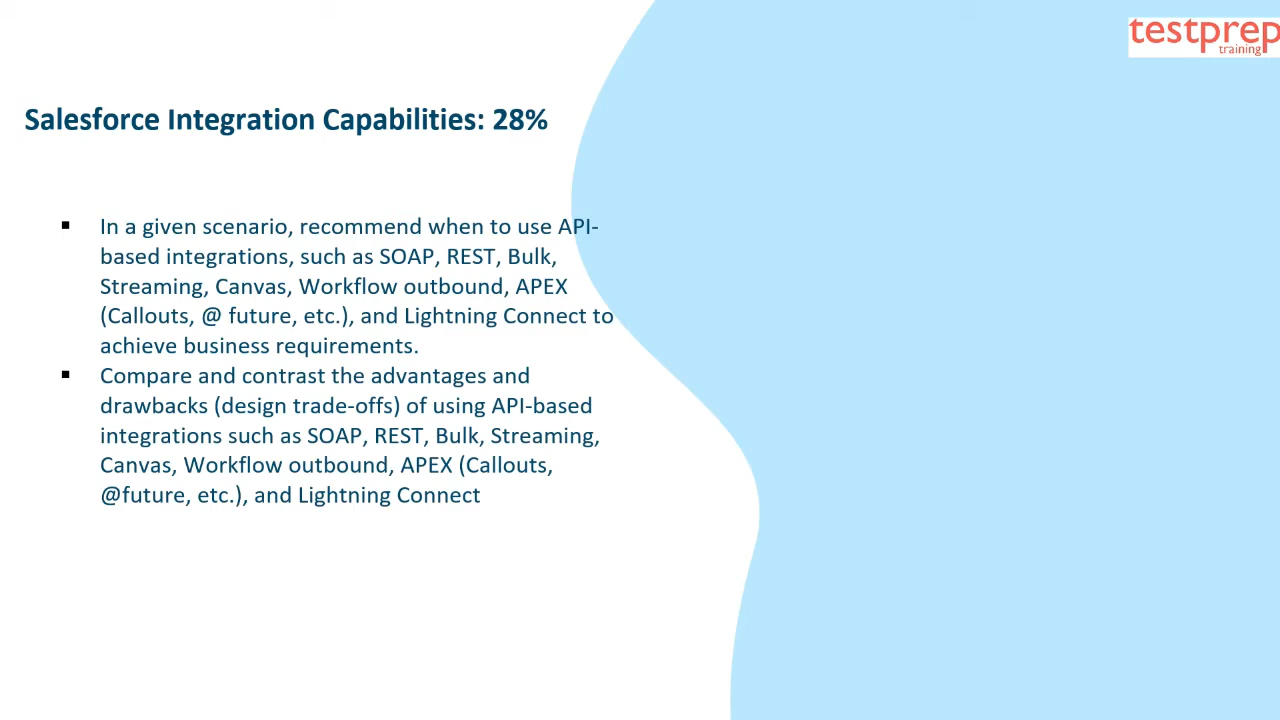 testprep
training
Salesforce Integration Capabilities: 28%
▪ In a given scenario, recommend when to use API-
based integrations, such as SOAP, REST, Bulk,
Streaming, Canvas, Workflow outbound, APEX
(Callouts, @ future, etc.), and Lightning Connect to
achieve business requirements.
▪ Compare and contrast the advantages and
drawbacks (design trade-offs) of using API-based
integrations such as SOAP, REST, Bulk, Streaming,
Canvas, Workflow outbound, APEX (Callouts,
@future, etc.), and Lightning Connect